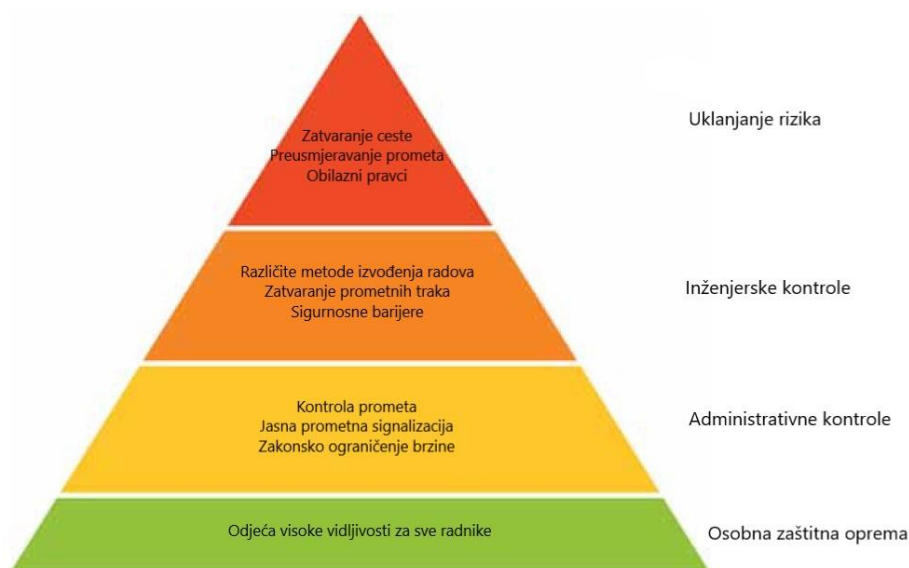 Zatvaranje ceste
Preusmjeravanje prometa
Obilazni pravci
Uklanjanje rizika
Različite metode izvođenja radova
Zatvaranje prometnih traka
Sigurnosne barijere
Inženjerske kontrole
Kontrola prometa
Jasna prometna signalizacija
Zakonsko ograničenje brzine
Administrativne kontrole
Odjeća visoke vidljivosti za sve radnike
Osobna zaštitna oprema